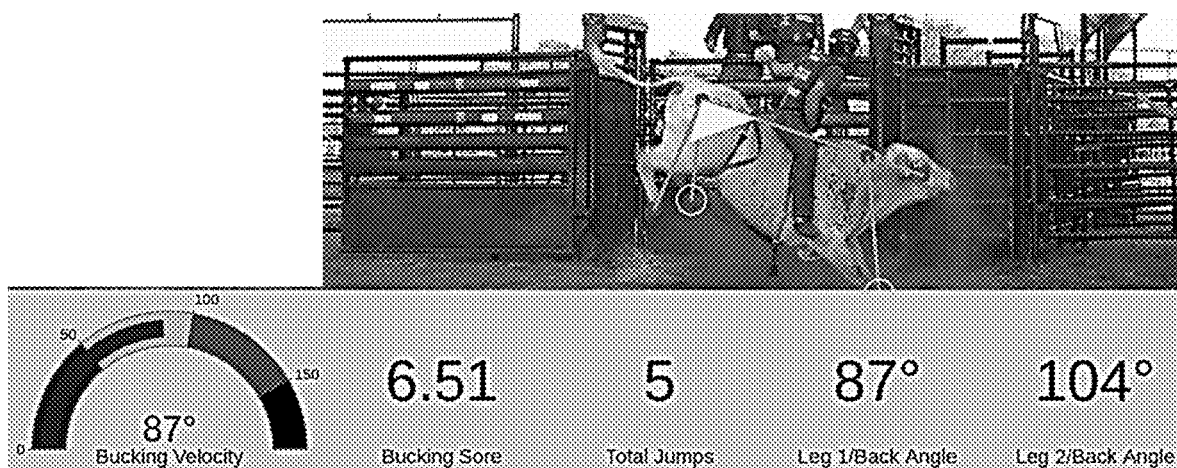 100
50
150
0
87°
Bucking Velocity
6.51
Bucking Sore
5
Total Jumps
87°
Leg 1/Back Angle
104°
Leg 2/Back Angle